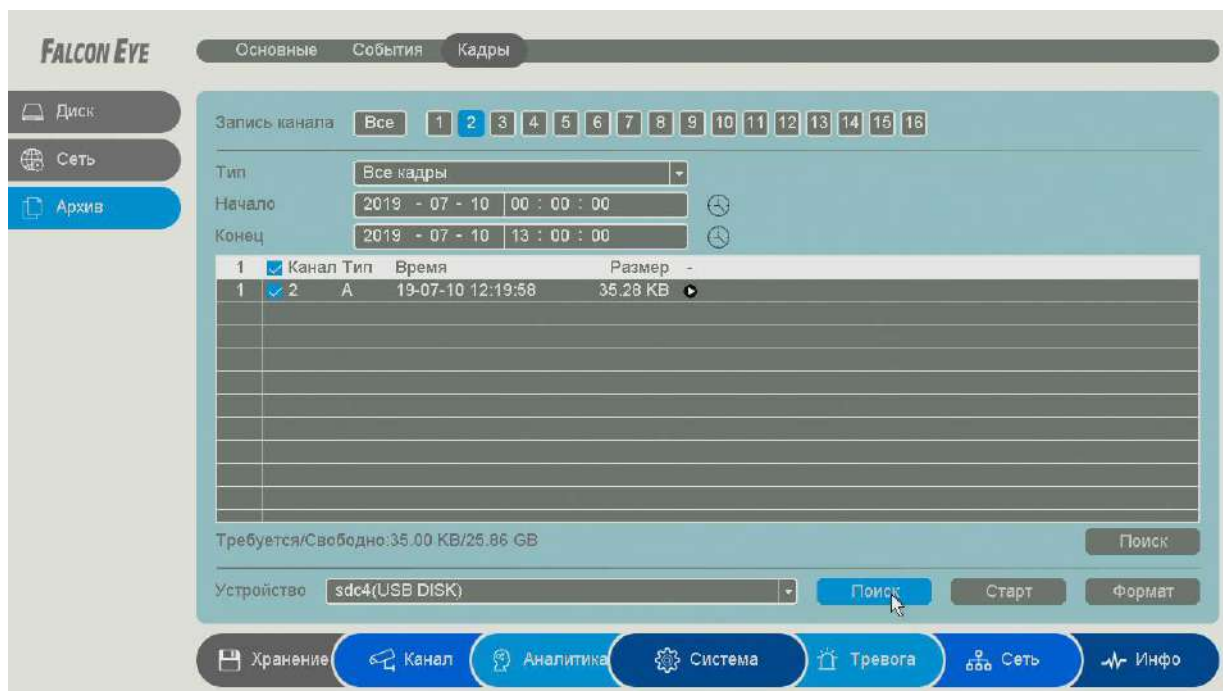 FALCON EYE
Основные События Кадры
Диск
Сеть
Архив
Запись канала Все 1 2 3 4 5 6 7 8 9 10 11 12 13 14 15 16
Тип Все кадры
Начало 2019 - 07 - 10 00 : 00 : 00
Конец 2019 - 07 - 10 13 : 00 : 00
1 Канал Тип Время Размер -
1 2 A 19-07-10 12:19:58 35.28 KB
Требуется/Свободно:35.00 KB/25.86 GB Поиск
Устройство sdc4(USB DISK) Поиск Старт Формат
Хранение Канал Аналитика Система Тревога Сеть Инфо